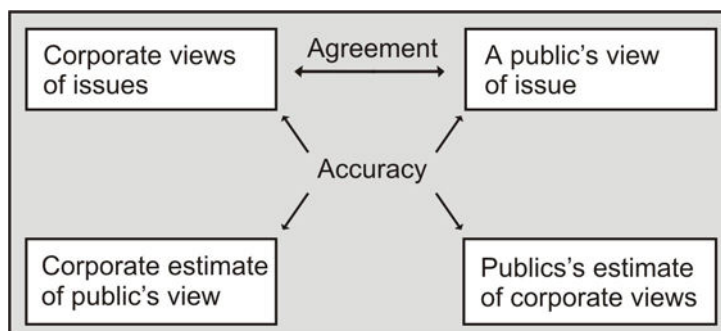 Corporate views
of issues
Agreement
A public's view
of issue
Accuracy
Corporate estimate
of public's view
Publics's estimate
of corporate views